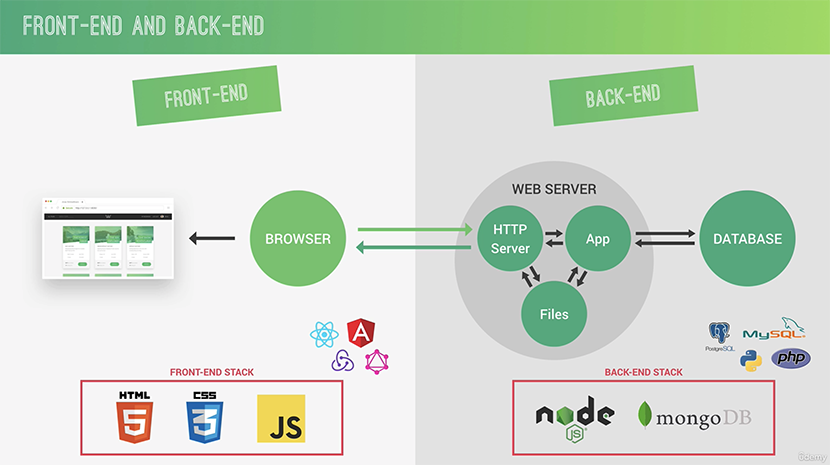 FRONT-END AND BACK-END
FRONT-END
BACK-END
WEB SERVER
BROWSER
HTTP
Server
App
DATABASE
Files
PostgreSQL
MySQL
php
FRONT-END STACK
HTML
5
CSS
3
JS
BACK-END STACK
node
JS
mongoDB
ûdemy